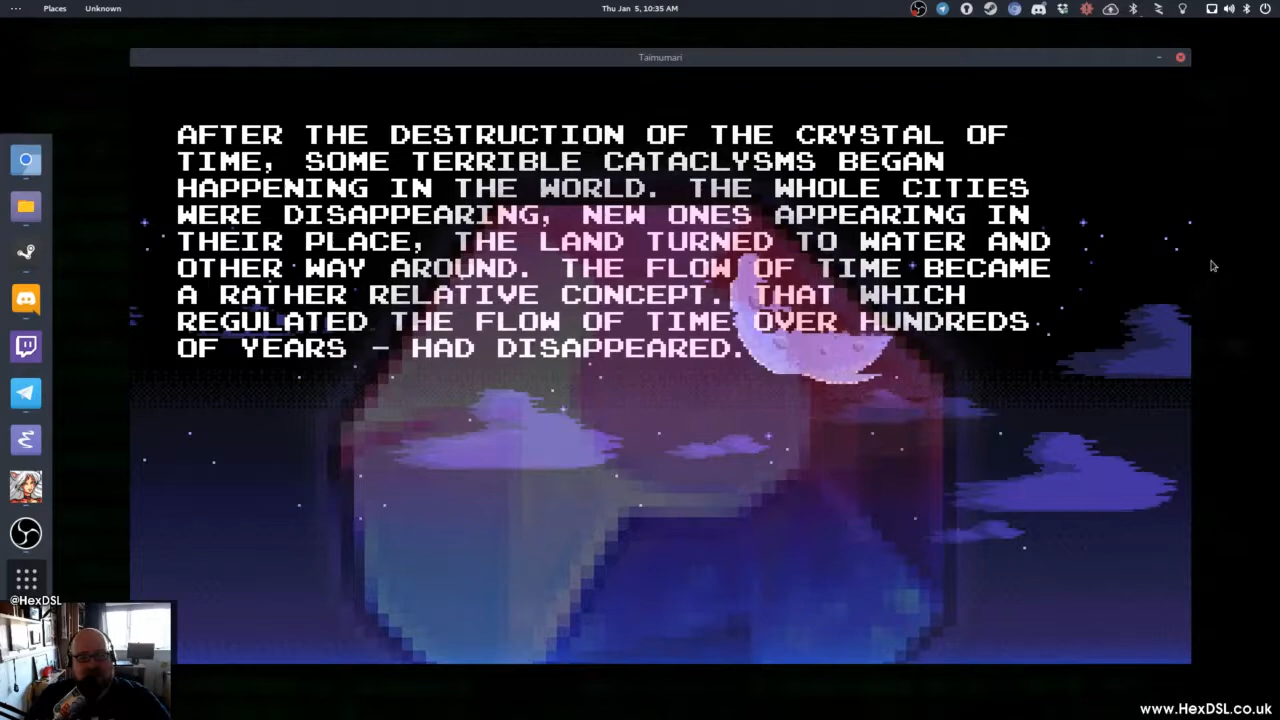 Places Unknown Thu Jan 5, 10:35 AM
Taimumari
AFTER THE DESTRUCTION OF THE CRYSTAL OF
TIME, SOME TERRIBLE CATACLYSMS BEGAN
HAPPENING IN THE WORLD. THE WHOLE CITIES
WERE DISAPPEARING, NEW ONES APPEARING IN
THEIR PLACE, THE LAND TURNED TO WATER AND
OTHER WAY AROUND. THE FLOW OF TIME BECAME
A RATHER RELATIVE CONCEPT. THAT WHICH
REGULATED THE FLOW OF TIME OVER HUNDREDS
OF YEARS - HAD DISAPPEARED.
@HexDSL
www.HexDSL.co.uk